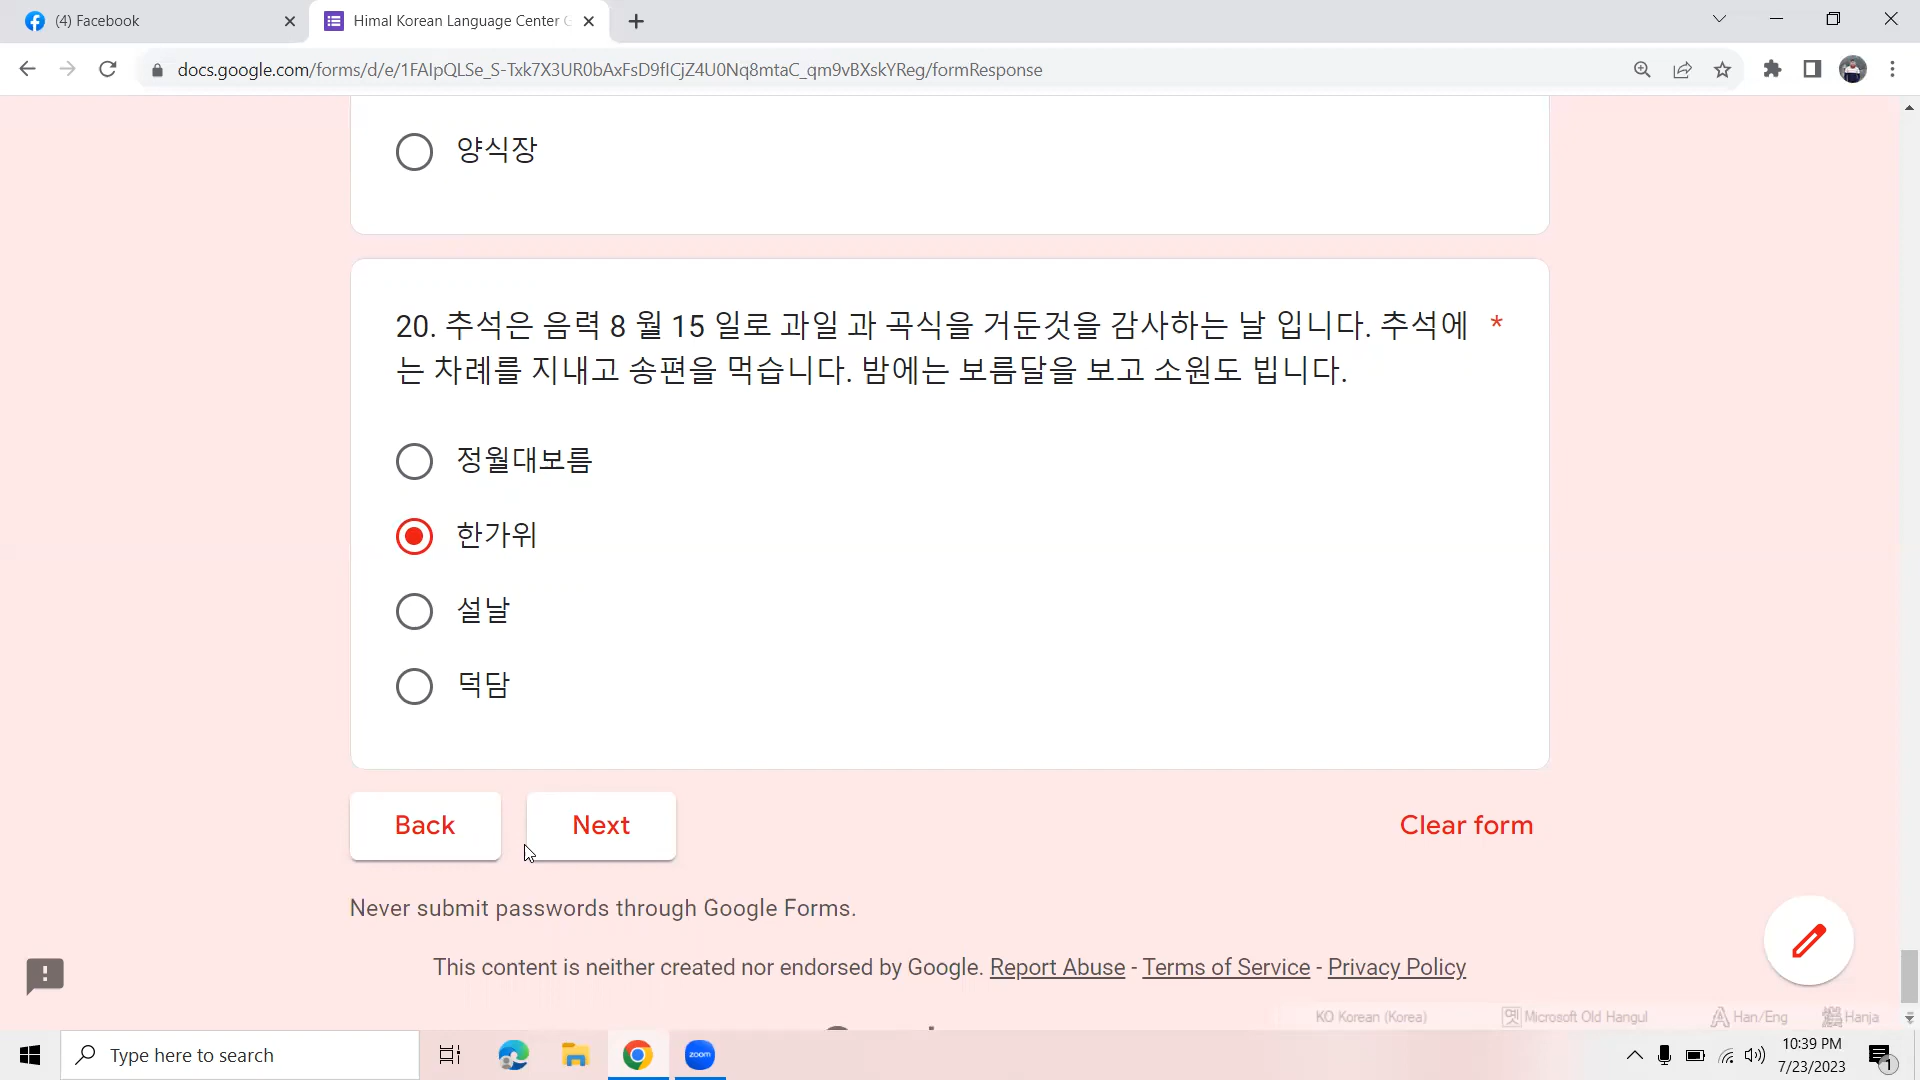 (4) Facebook
Himal Korean Language Center
docs.google.com/forms/d/e/1FAIpQLSe_S-Txk7X3UR0bAxFsD9fICjZ4U0Nq8mtaC_qm9vBXskYReg/formResponse
양식장
20. 추석은 음력 8 월 15 일로 과일 과 곡식을 거둔것을 감사하는 날 입니다. 추석에 *
는 차례를 지내고 송편을 먹습니다. 밤에는 보름달을 보고 소원도 빕니다.
정월대보름
한가위
설날
덕담
Back
Next
Clear form
Never submit passwords through Google Forms.
This content is neither created nor endorsed by Google. Report Abuse - Terms of Service - Privacy Policy
KO Korean (Korea)
옛 Microsoft Old Hangul
A Han/Eng
漢 Hanja
Type here to search
zoom
10:39 PM
7/23/2023
1